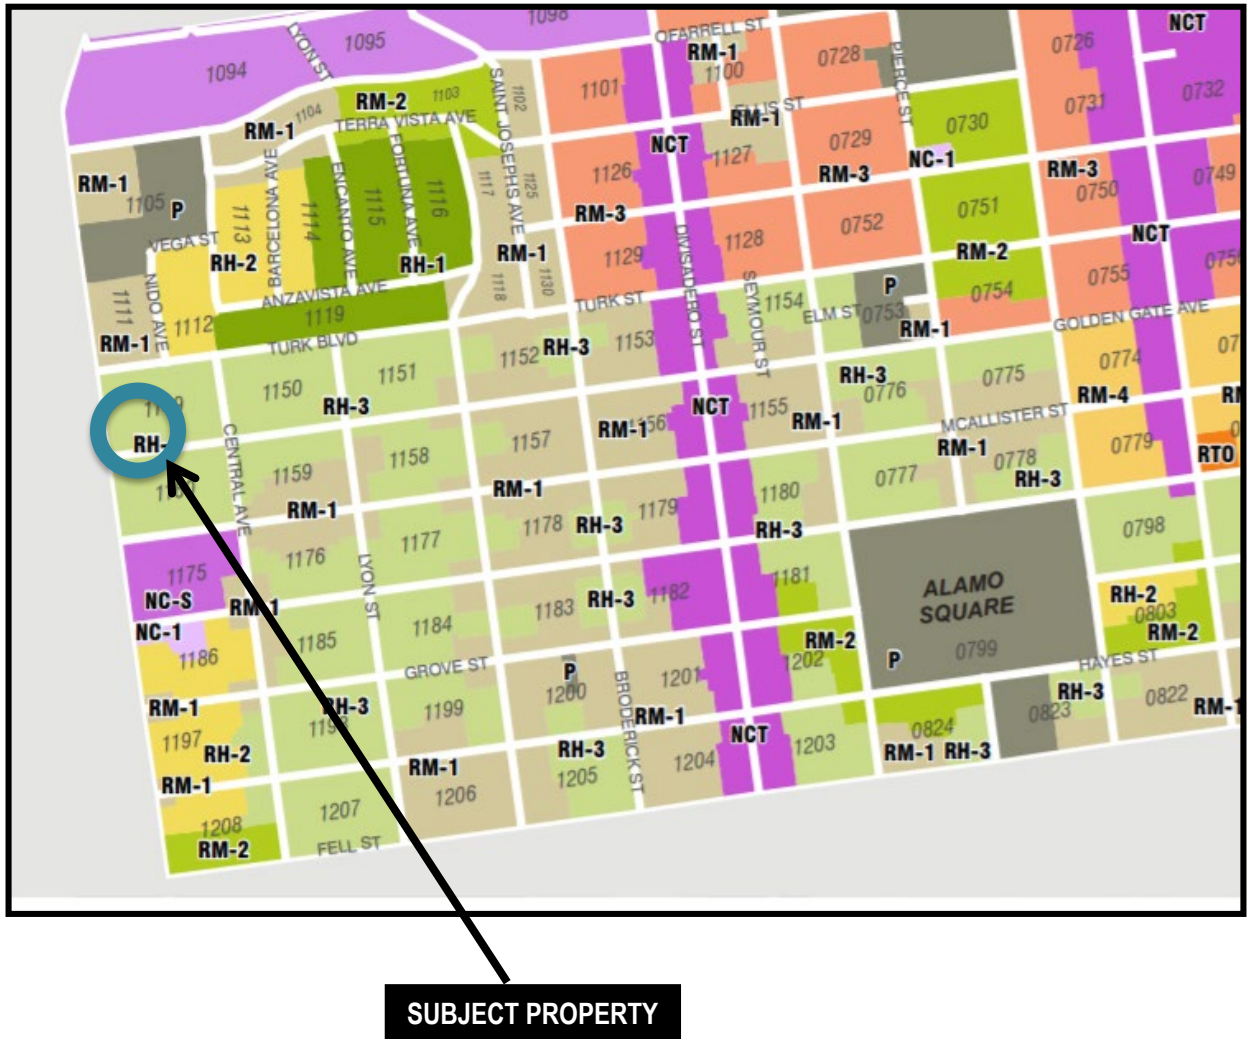 1098
NCT
OFARRELL ST
LYON ST
1095
RM-1
1100
0728
PIERCE ST
0726
1094
SAINT JOSEPHS AVE
1102
1101
0731
0732
RM-2
1103
1104
TERRA VISTA AVE
ELLIS ST
RM-1
0730
RM-1
NCT
1127
0729
NC-1
RM-1
1105
P
BARCELONA AVE
ENCANTO AVE
FORTUNA AVE
1117
1125
1126
RM-3
RM-3
0750
0749
1113
1114
1115
1116
RM-3
0751
VEGA ST
RH-2
RH-1
RM-1
1129
DIVISADERO ST
1128
0752
RM-2
NCT
NIDO AVE
1111
ANZAVISTA AVE
1118
1130
SEYMOUR ST
P
0754
0755
1112
1119
TURK ST
1154
ELM ST
0753
RM-1
GOLDEN GATE AVE
RM-1
TURK BLVD
1152
RH-3
1153
0774
1150
1151
RH-3
0776
0775
RM-4
RH-3
1156
NCT
1155
RM-1
MCALLISTER ST
RH-
CENTRAL AVE
1159
1158
1157
RM-1
RM-1
0778
0779
RTO
RM-1
RM-1
1179
1180
0777
RH-3
1176
1177
1178
RH-3
RH-3
0798
1175
LYON ST
NC-S
RM-1
1183
RH-3
1182
1181
ALAMO
SQUARE
RH-2
0803
NC-1
1186
1185
1184
RM-2
RM-2
GROVE ST
P
1200
BRODERICK ST
1201
1202
P
0799
HAYES ST
RM-1
RH-3
1199
RM-1
RH-3
0823
0822
RM-1
1197
RH-2
NCT
0824
RM-1
RM-1
RH-3
1205
1204
1203
RM-1
RH-3
1208
1207
1206
RM-2
FELL ST
SUBJECT PROPERTY